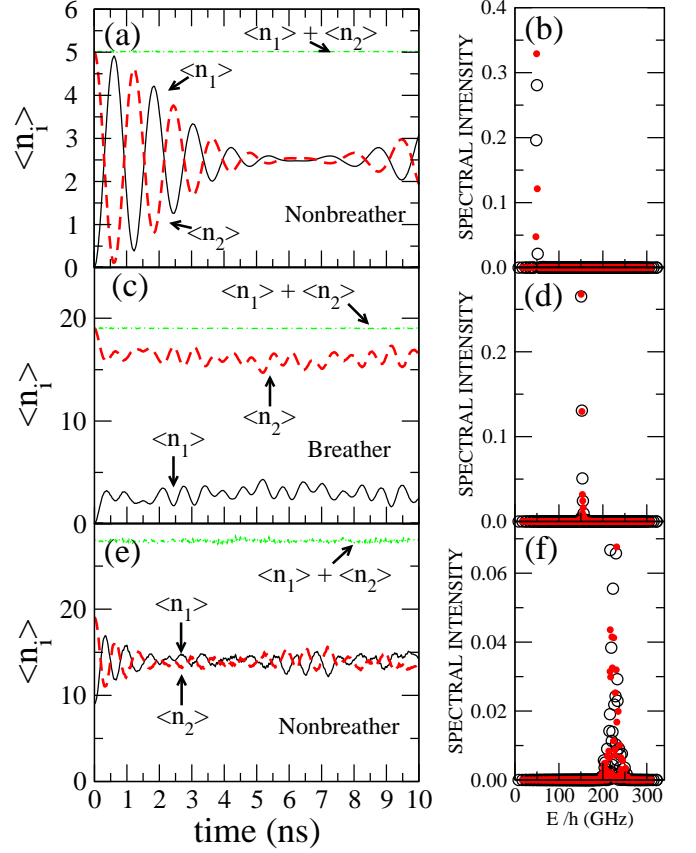 (a)
<n1> + <n2>
<n1>
<n2>
Nonbreather
<ni>
6
5
4
3
2
1
0
(b)
SPECTRAL INTENSITY
0.4
0.3
0.2
0.1
0.0
(c)
<n1> + <n2>
<n2>
<n1>
Breather
<ni>
20
10
0
(d)
SPECTRAL INTENSITY
0.2
0.1
0.0
(e)
<n1> + <n2>
<n1>
<n2>
Nonbreather
<ni>
20
10
0
0 1 2 3 4 5 6 7 8 9 10
time (ns)
(f)
SPECTRAL INTENSITY
0.06
0.04
0.02
0.00
0 100 200 300
E /h (GHz)